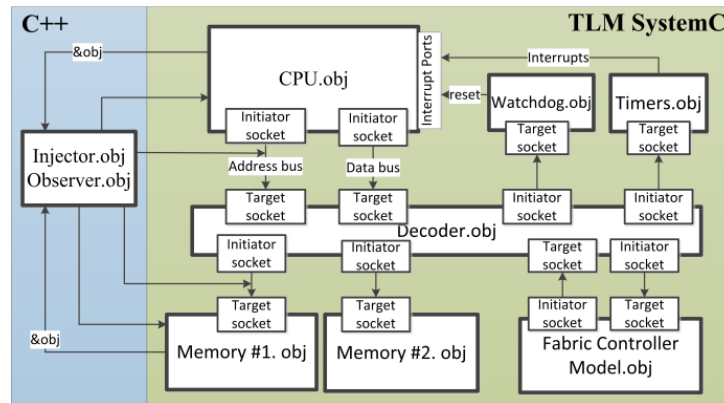 C++
TLM SystemC
&obj
CPU.obj
Interrupt Ports
Interrupts
reset
Watchdog.obj
Timers.obj
Initiator
socket
Initiator
socket
Target
socket
Target
socket
Injector.obj
Observer.obj
Address bus
Data bus
Target
socket
Target
socket
Initiator
socket
Initiator
socket
Decoder.obj
Initiator
socket
Initiator
socket
Target
socket
Initiator
socket
Target
socket
Target
socket
Initiator
socket
Target
socket
&obj
Memory #1. obj
Memory #2. obj
Fabric Controller
Model.obj